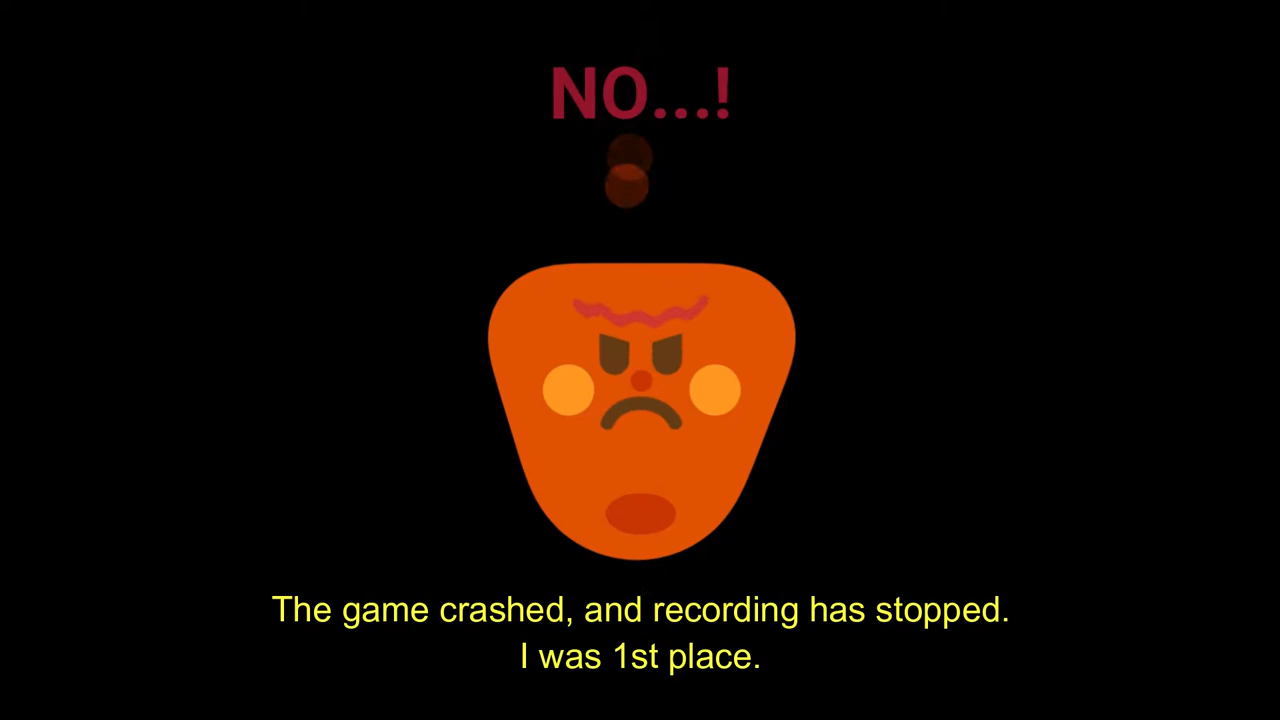 NO...!
The game crashed, and recording has stopped.
I was 1st place.